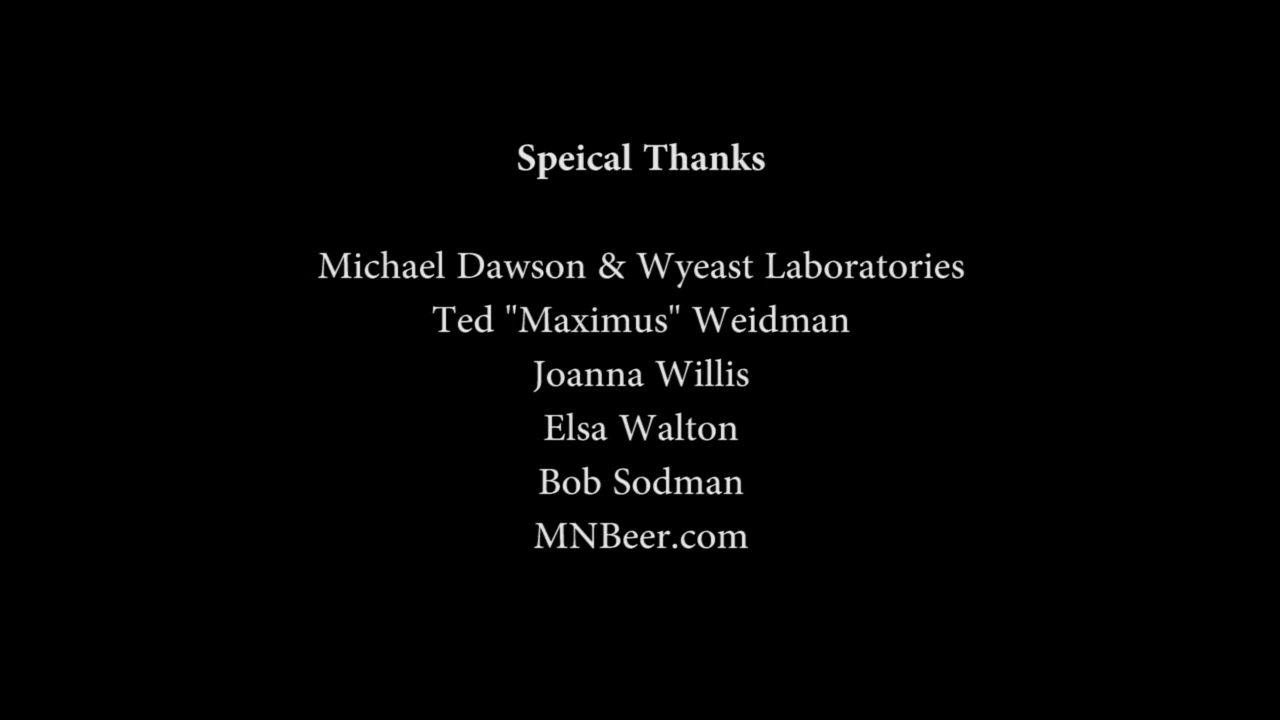 Speical Thanks
Michael Dawson & Wyeast Laboratories
Ted "Maximus" Weidman
Joanna Willis
Elsa Walton
Bob Sodman
MNBeer.com